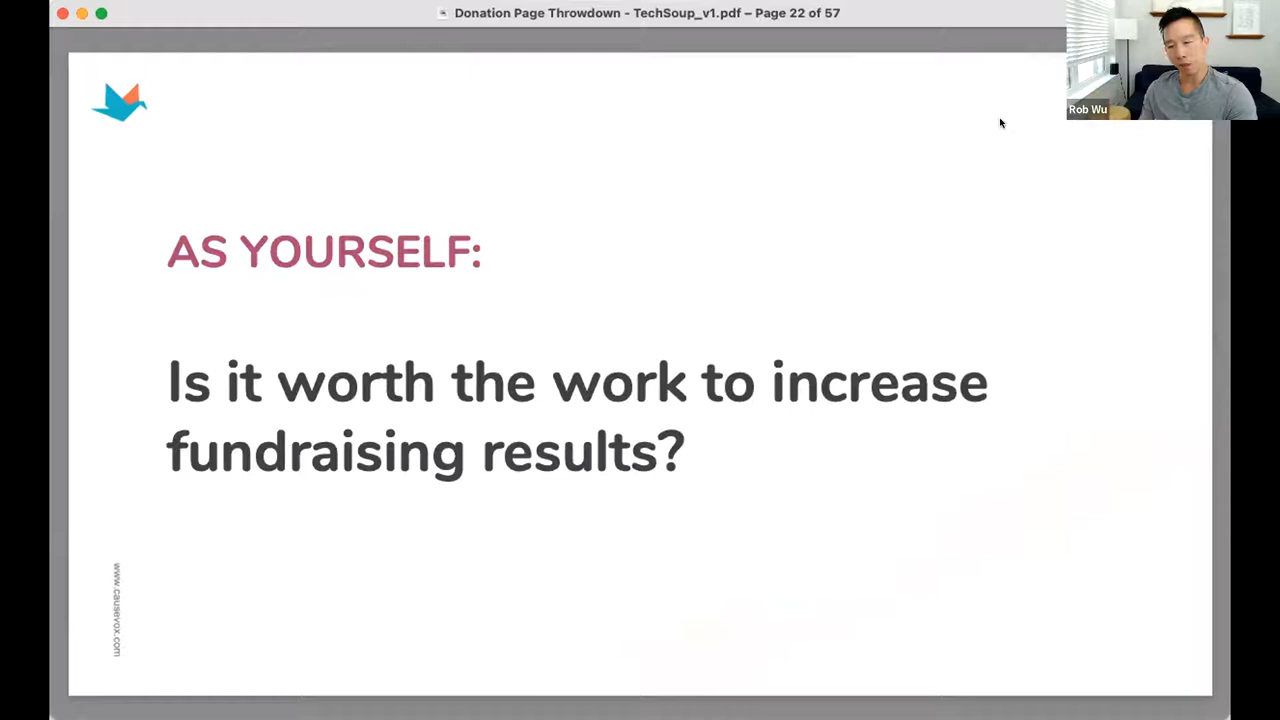 Donation Page Throwdown - TechSoup_v1.pdf – Page 22 of 57
Rob Wu
AS YOURSELF:
Is it worth the work to increase
fundraising results?
www.causevox.com